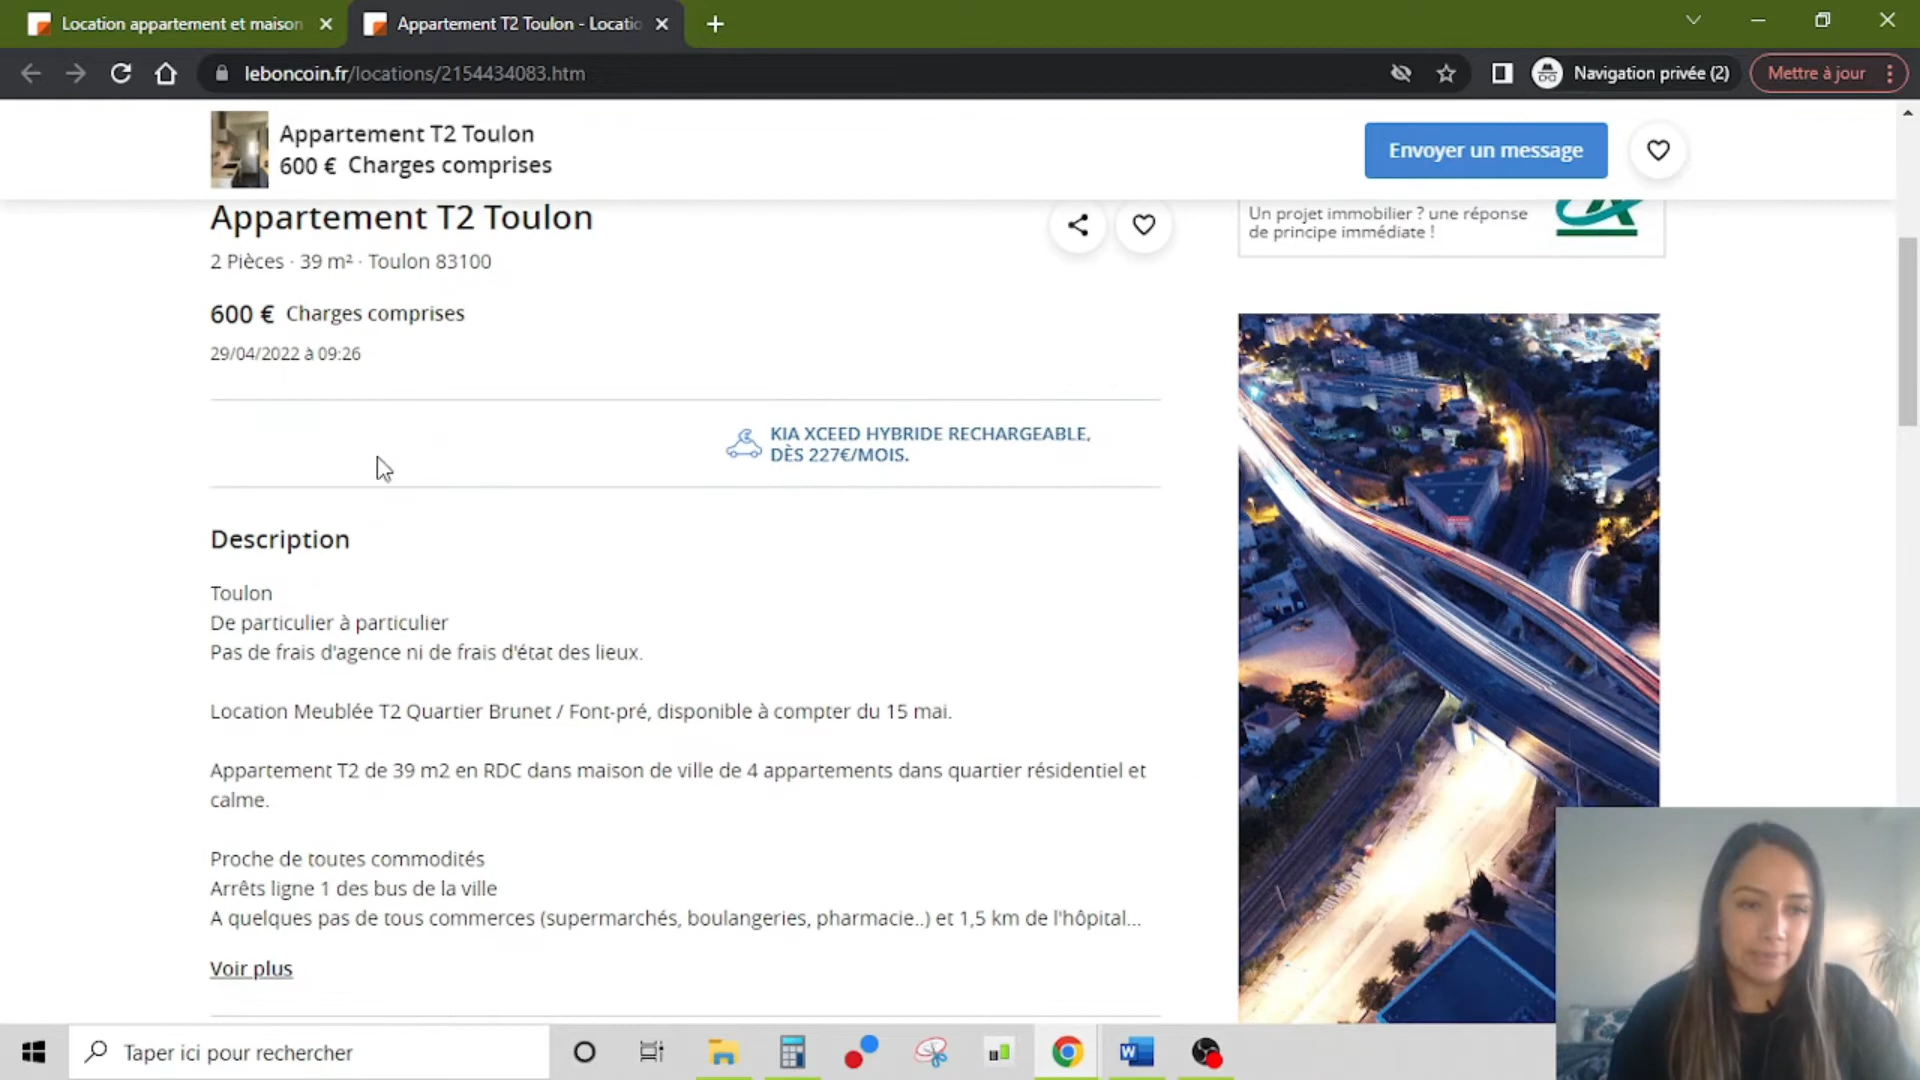 Location appartement et maison
Appartement T2 Toulon - Locatio
leboncoin.fr/locations/2154434083.htm
Navigation privée (2)
Mettre à jour
Appartement T2 Toulon
600 € Charges comprises
Envoyer un message
Appartement T2 Toulon
2 Pièces · 39 m² · Toulon 83100
600 € Charges comprises
29/04/2022 à 09:26
Un projet immobilier ? une réponse
de principe immédiate !
KIA XCEED HYBRIDE RECHARGEABLE,
DÈS 227€/MOIS.
Description
Toulon
De particulier à particulier
Pas de frais d'agence ni de frais d'état des lieux.
Location Meublée T2 Quartier Brunet / Font-pré, disponible à compter du 15 mai.
Appartement T2 de 39 m2 en RDC dans maison de ville de 4 appartements dans quartier résidentiel et
calme.
Proche de toutes commodités
Arrêts ligne 1 des bus de la ville
A quelques pas de tous commerces (supermarchés, boulangeries, pharmacie..) et 1,5 km de l'hôpital...
Voir plus
Taper ici pour rechercher